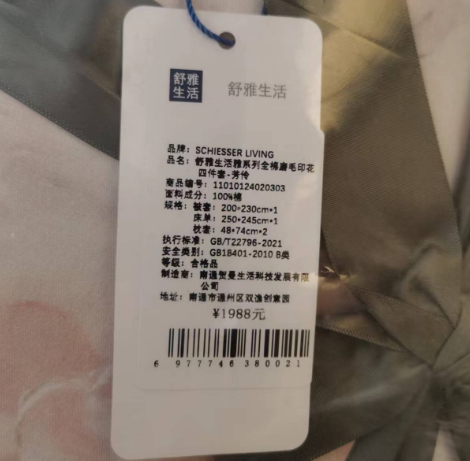 舒雅
生活
舒雅生活
品牌：SCHIESSER LIVING
品名：舒雅生活雅系列全棉磨毛印花
四件套-芳伶
商品编号：11010124020303
面料成分：100%棉
规格：被套：200*230cm*1
床单：250*245cm*1
枕套：48*74cm*2
执行标准：GB/T22796-2021
安全类别：GB18401-2010 B类
等级：合格品
制造商：南通贺曼生活科技发展有限
公司
地址：南通市通州区双渔创意园
¥1988元
6 977746 380021